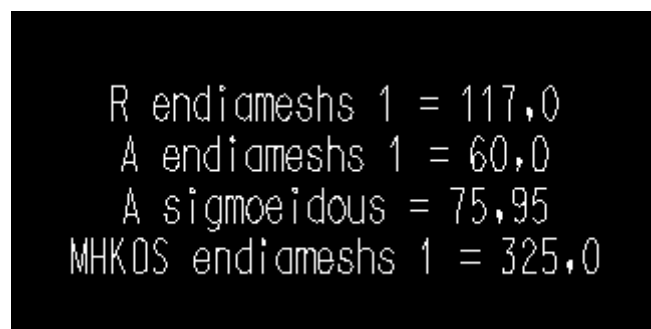 R endiameshs 1 = 117,0
A endiameshs 1 = 60,0
A sigmoeidous = 75,95
MHKOS endiameshs 1 = 325,0